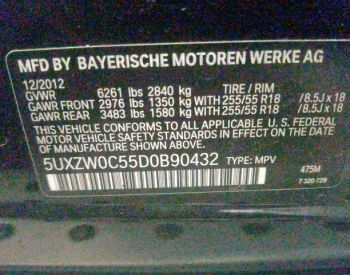 MFD BY BAYERISCHE MOTOREN WERKE AG
12/2012
GVWR 6261 lbs 2840 kg TIRE / RIM
GAWR FRONT 2976 lbs 1350 kg WITH 255/55 R18 /8.5J x 18
GAWR REAR 3483 lbs 1580 kg WITH 255/55 R18 /8.5J x 18
THIS VEHICLE CONFORMS TO ALL APPLICABLE U.S. FEDERAL
MOTOR VEHICLE SAFETY STANDARDS IN EFFECT ON THE
DATE OF MANUFACTURE SHOWN ABOVE.
5UXZW0C55D0B90432 TYPE: MPV
475M
7 320 729